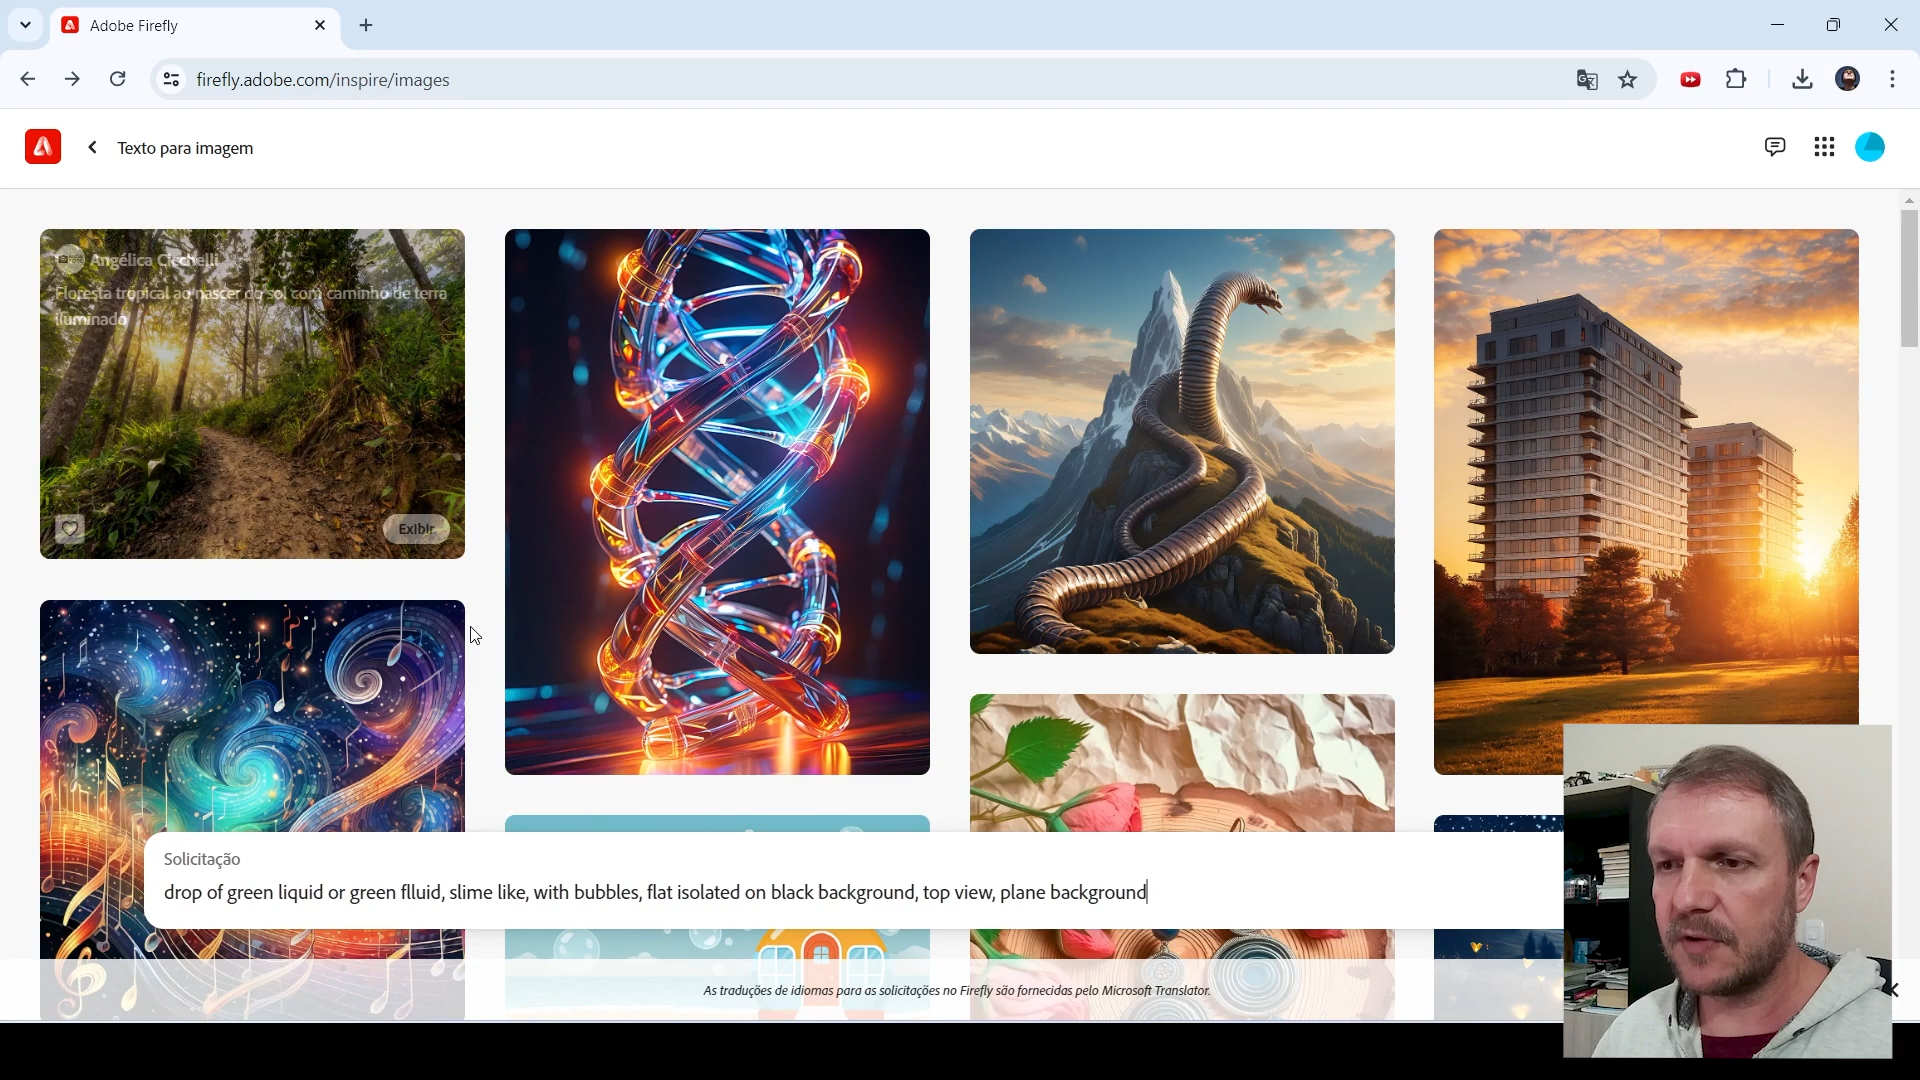 Adobe Firefly
firefly.adobe.com/inspire/images
Texto para imagem
Angélica Cicchelli
Floresta tropical ao nascer do sol com caminho de terra
iluminado
Exibir
Solicitação
drop of green liquid or green flluid, slime like, with bubbles, flat isolated on black background, top view, plane background
As traduções de idiomas para as solicitações no Firefly são fornecidas pelo Microsoft Translator.